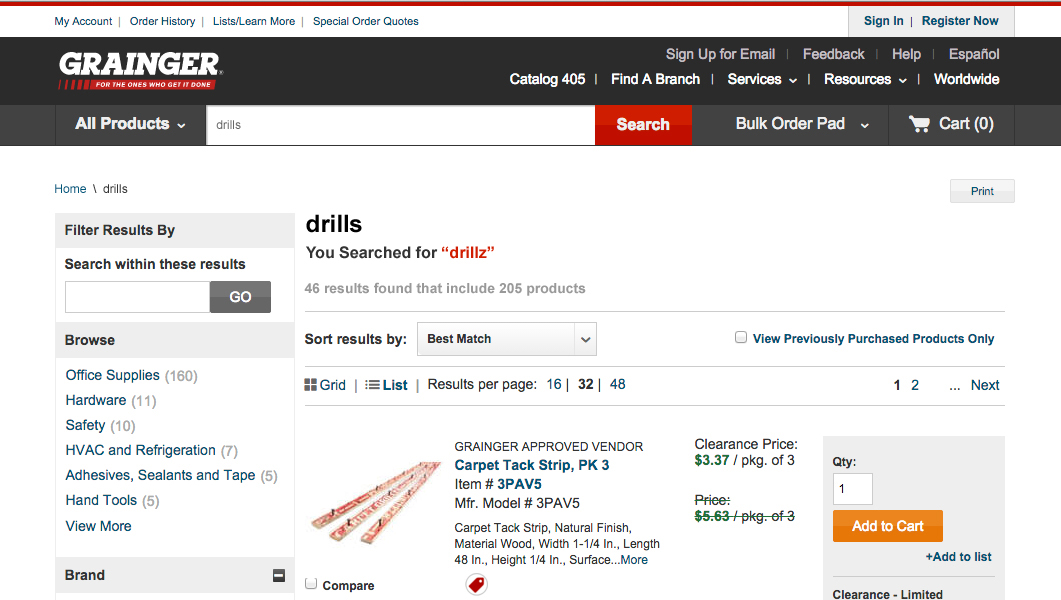 My Account | Order History | Lists/Learn More | Special Order Quotes
Sign In | Register Now
GRAINGER®
FOR THE ONES WHO GET IT DONE
Sign Up for Email | Feedback | Help | Español
Catalog 405 | Find A Branch | Services | Resources | Worldwide
All Products
drills
Search
Bulk Order Pad
Cart (0)
Home \ drills
Print
Filter Results By
Search within these results
GO
Browse
Office Supplies (160)
Hardware (11)
Safety (10)
HVAC and Refrigeration (7)
Adhesives, Sealants and Tape (5)
Hand Tools (5)
View More
Brand
drills
You Searched for “drillz”
46 results found that include 205 products
Sort results by: Best Match
View Previously Purchased Products Only
Grid | List | Results per page: 16 | 32 | 48
1 2 ... Next
GRAINGER APPROVED VENDOR
Carpet Tack Strip, PK 3
Item # 3PAV5
Mfr. Model # 3PAV5
Carpet Tack Strip, Natural Finish,
Material Wood, Width 1-1/4 In., Length
48 In., Height 1/4 In., Surface...More
Compare
Clearance Price:
$3.37 / pkg. of 3
Price:
$5.63 / pkg. of 3
Qty:
1
Add to Cart
+Add to list
Clearance - Limited